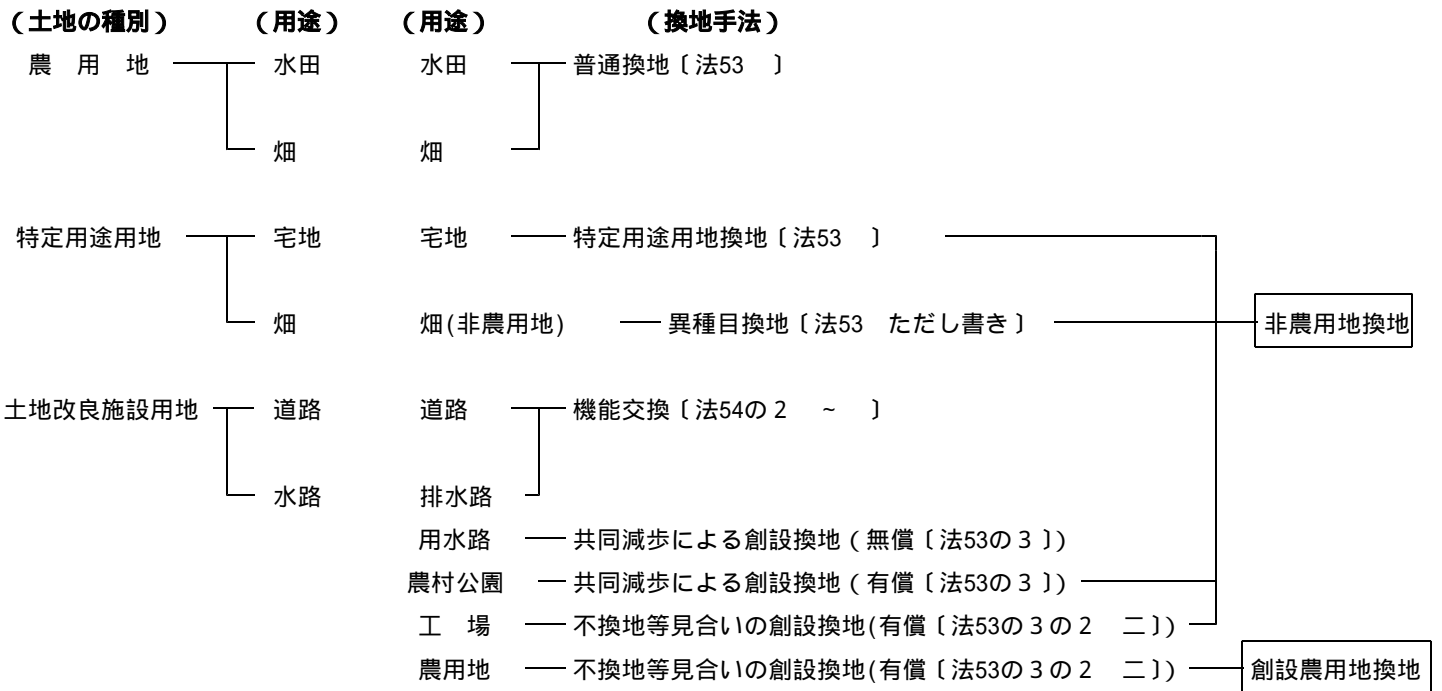 （土地の種別） （用途） （用途） （換地手法）
農 用 地 水田 水田 普通換地〔法53 〕
畑 畑
特定用途用地 宅地 宅地 特定用途用地換地〔法53 〕
畑 畑(非農用地) 異種目換地〔法53 ただし書き〕 非農用地換地
土地改良施設用地 道路 道路 機能交換〔法54の２ ~ 〕
水路 排水路
用水路 共同減歩による創設換地（無償〔法53の３〕）
農村公園 共同減歩による創設換地（有償〔法53の３〕）
工 場 不換地等見合いの創設換地(有償〔法53の３の２ 二〕)
農用地 不換地等見合いの創設換地(有償〔法53の３の２ 二〕) 創設農用地換地